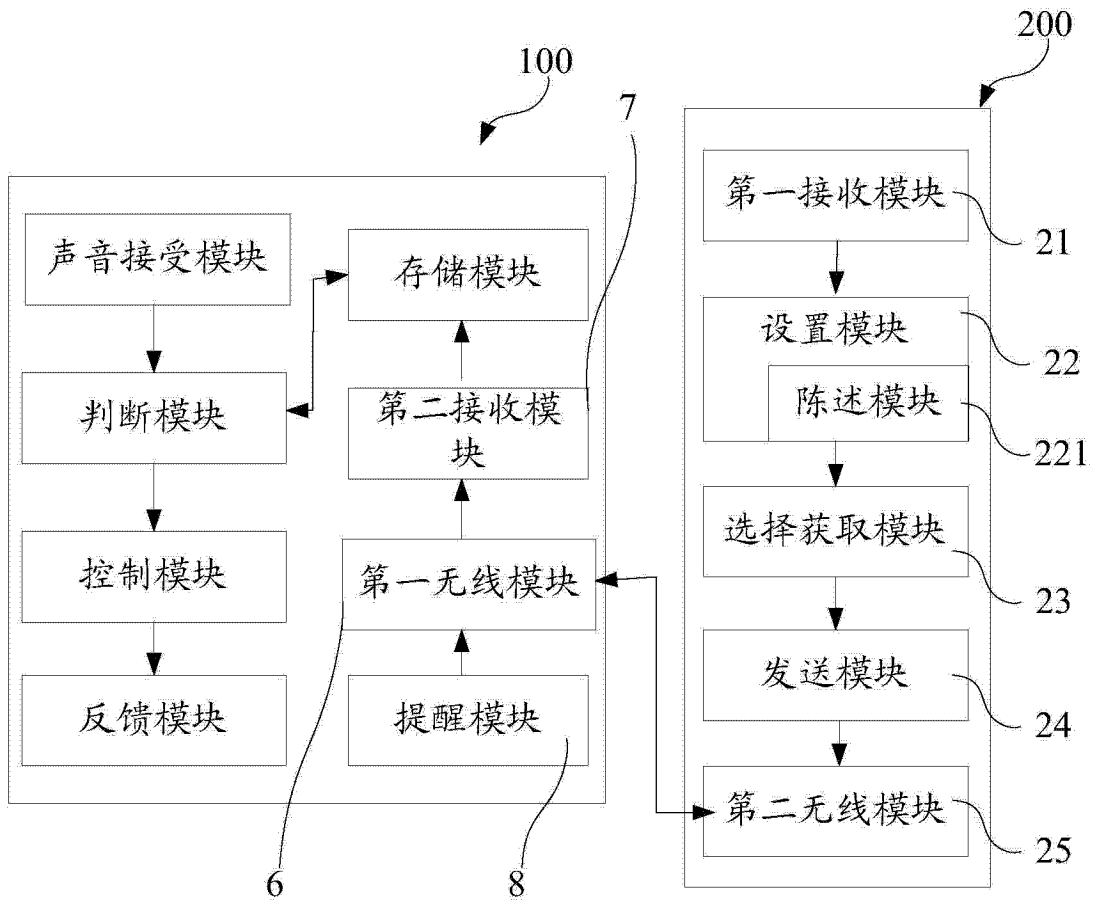 100
200
7
声音接受模块
存储模块
判断模块
第二接收模
块
控制模块
第一无线模块
反馈模块
提醒模块
6
8
第一接收模块
21
设置模块
22
陈述模块
221
选择获取模块
23
发送模块
24
第二无线模块
25